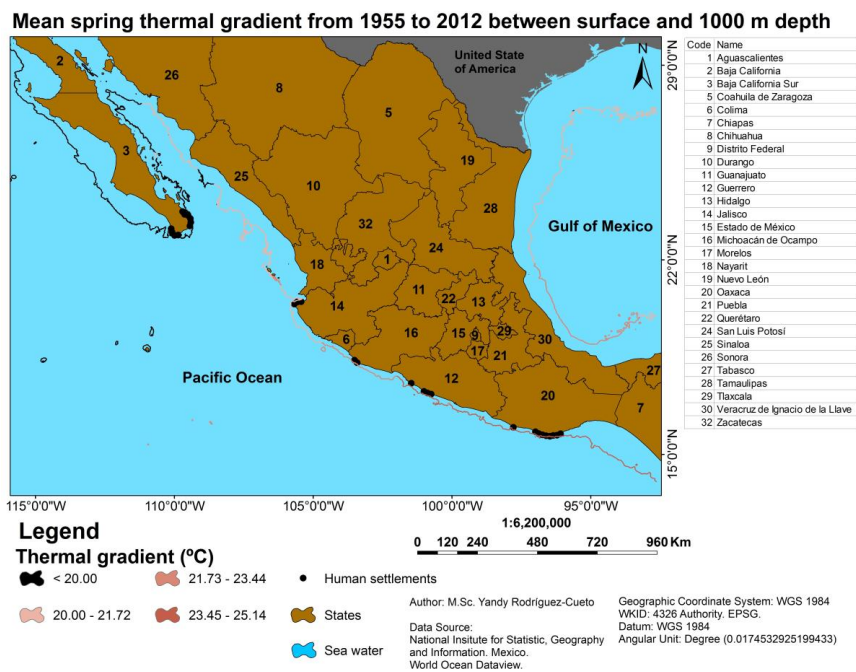 Mean spring thermal gradient from 1955 to 2012 between surface and 1000 m depth
United State
of America
N
Gulf of Mexico
Pacific Ocean
2
26
8
5
3
25
10
19
28
32
24
18
1
14
11
22
13
6
16
15
9
29
17
21
30
12
20
27
7
29°0'0"N
22°0'0"N
15°0'0"N
115°0'0"W
110°0'0"W
105°0'0"W
100°0'0"W
95°0'0"W
Code Name
1 Aguascalientes
2 Baja California
3 Baja California Sur
5 Coahuila de Zaragoza
6 Colima
7 Chiapas
8 Chihuahua
9 Distrito Federal
10 Durango
11 Guanajuato
12 Guerrero
13 Hidalgo
14 Jalisco
15 Estado de México
16 Michoacán de Ocampo
17 Morelos
18 Nayarit
19 Nuevo León
20 Oaxaca
21 Puebla
22 Querétaro
24 San Luis Potosí
25 Sinaloa
26 Sonora
27 Tabasco
28 Tamaulipas
29 Tlaxcala
30 Veracruz de Ignacio de la Llave
32 Zacatecas
Legend
Thermal gradient (ºC)
< 20.00
20.00 - 21.72
21.73 - 23.44
23.45 - 25.14
Human settlements
States
Sea water
1:6,200,000
0 120 240 480 720 960 Km
Author: M.Sc. Yandy Rodríguez-Cueto
Data Source:
National Insitute for Statistic, Geography
and Information. Mexico.
World Ocean Dataview.
Geographic Coordinate System: WGS 1984
WKID: 4326 Authority. EPSG.
Datum: WGS 1984
Angular Unit: Degree (0.0174532925199433)